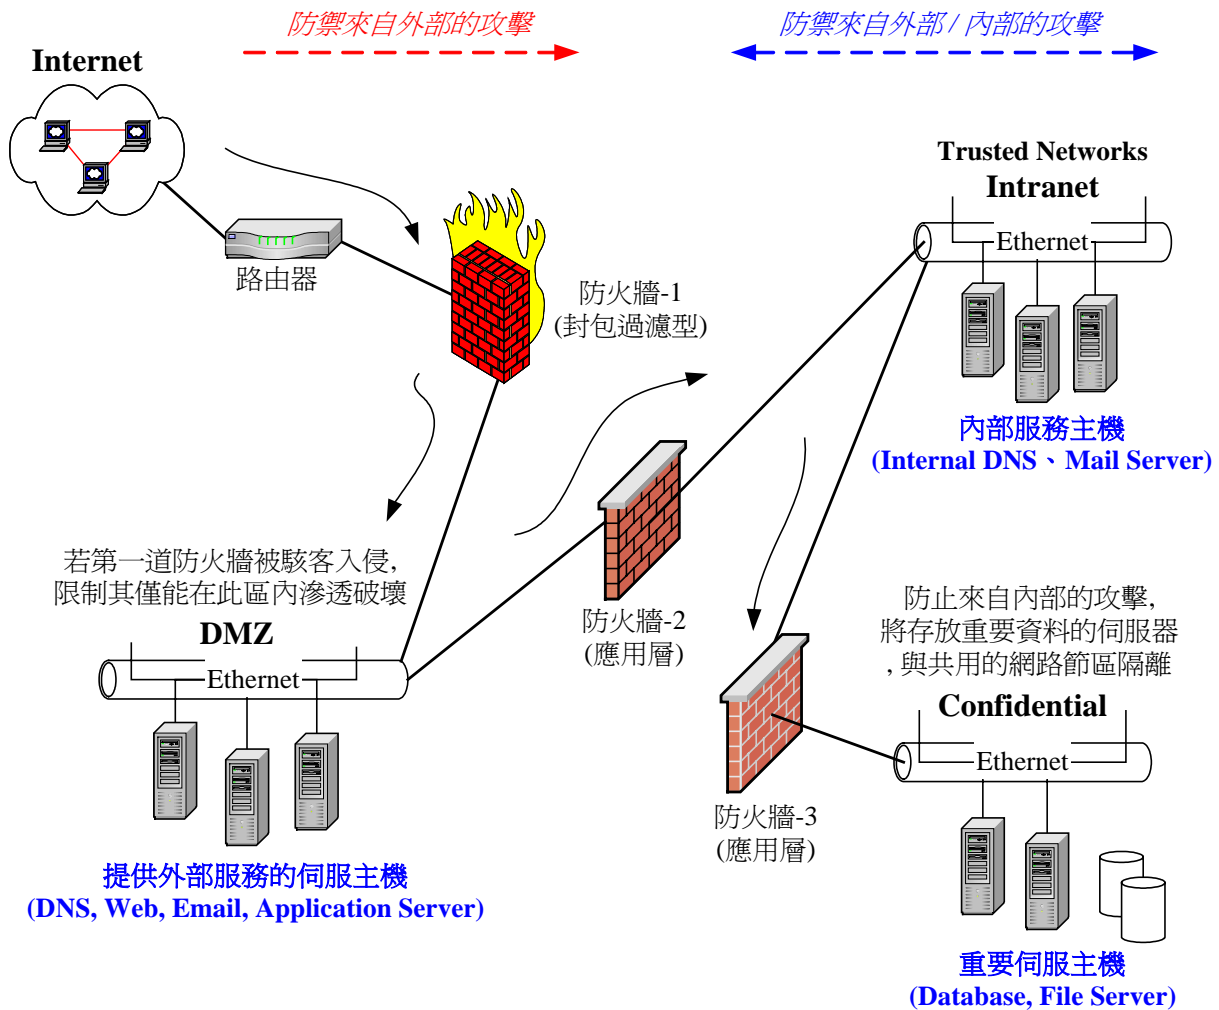 防禦來自外部的攻擊
防禦來自外部 / 內部的攻擊
Internet
路由器
防火牆-1
(封包過濾型)
Trusted Networks
Intranet
Ethernet
內部服務主機
(Internal DNS、Mail Server)
若第一道防火牆被駭客入侵,
限制其僅能在此區內滲透破壞
DMZ
Ethernet
提供外部服務的伺服主機
(DNS, Web, Email, Application Server)
防火牆-2
(應用層)
防火牆-3
(應用層)
防止來自內部的攻擊,
將存放重要資料的伺服器
, 與共用的網路節區隔離
Confidential
Ethernet
重要伺服主機
(Database, File Server)